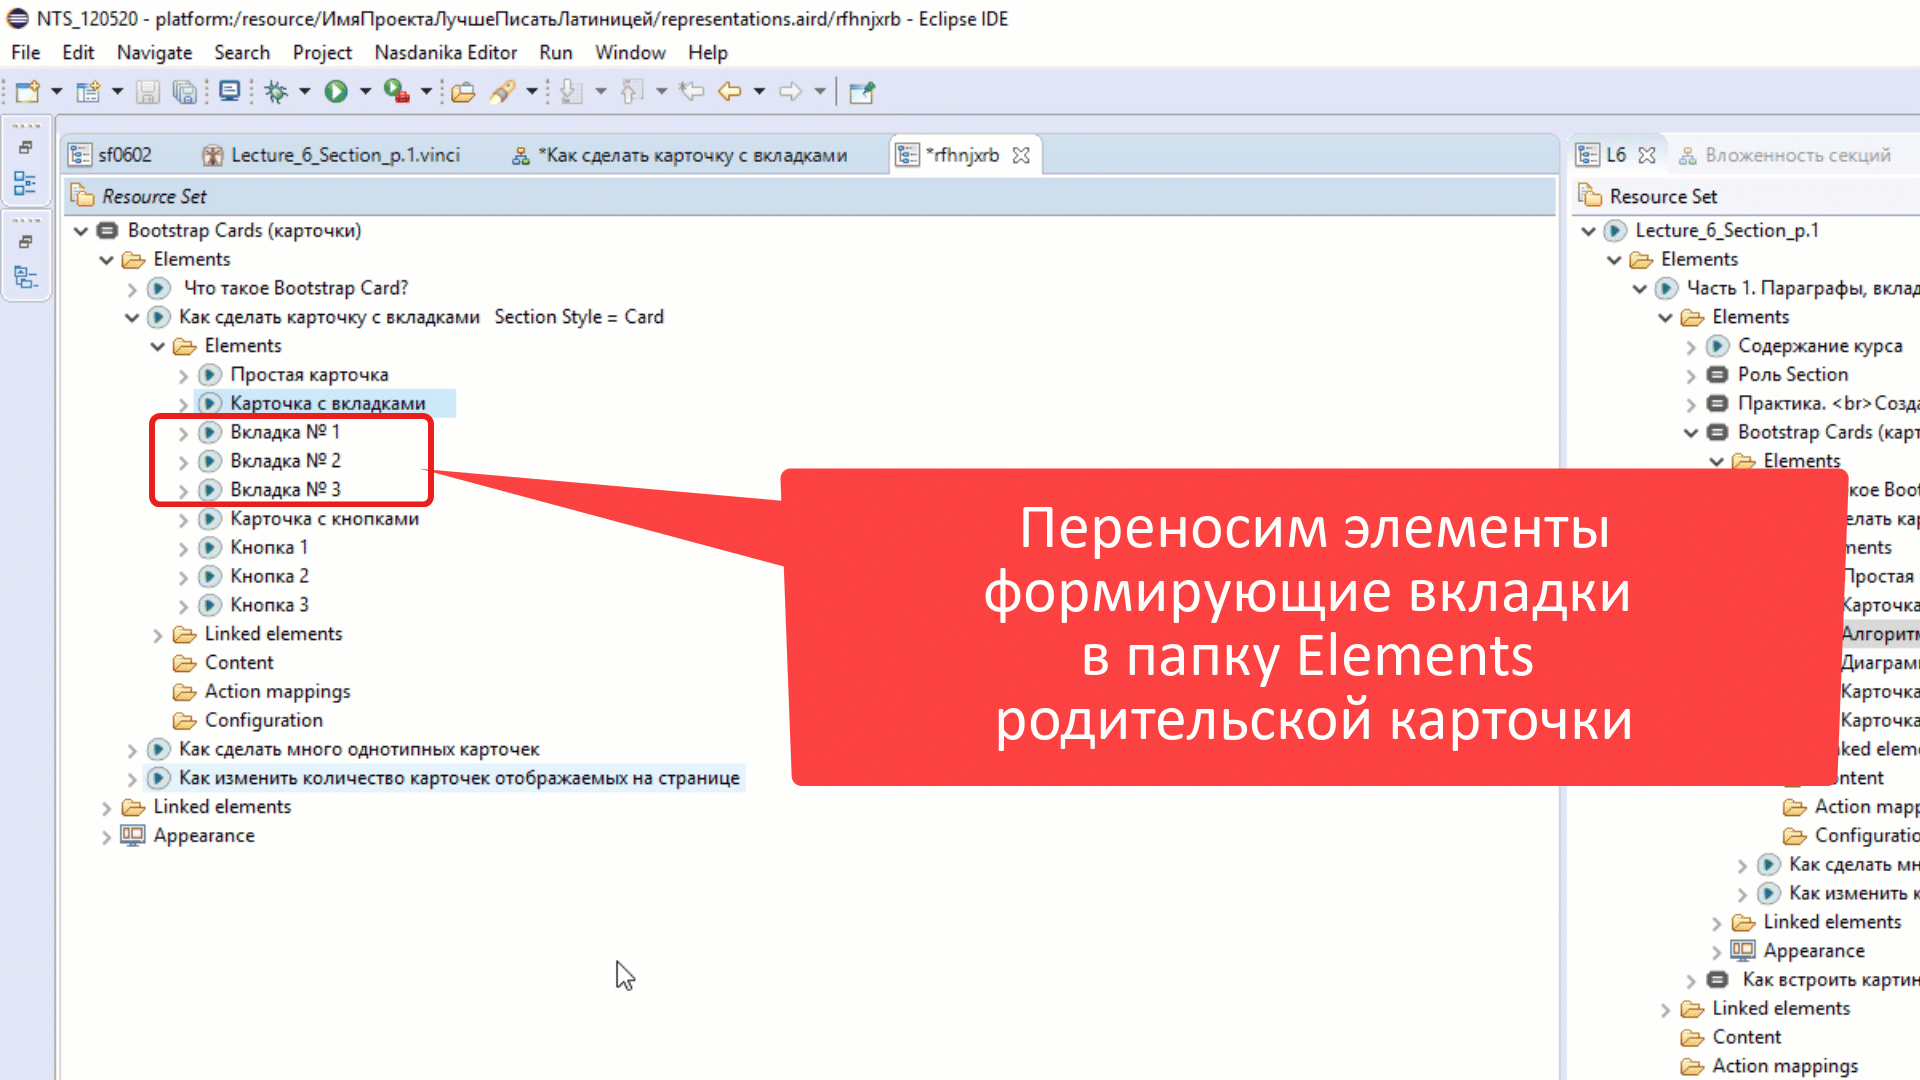 NTS_120520 - platform:/resource/ИмяПроектаЛучшеПисатьЛатиницей/representations.aird/rfhnjxrb - Eclipse IDE
File Edit Navigate Search Project Nasdanika Editor Run Window Help
sf0602 Lecture_6_Section_p.1.vinci *Как сделать карточку с вкладками *rfhnjxrb
Resource Set
Bootstrap Cards (карточки)
Elements
Что такое Bootstrap Card?
Как сделать карточку с вкладками Section Style = Card
Elements
Простая карточка
Карточка с вкладками
Вкладка № 1
Вкладка № 2
Вкладка № 3
Карточка с кнопками
Кнопка 1
Кнопка 2
Кнопка 3
Linked elements
Content
Action mappings
Configuration
Как сделать много однотипных карточек
Как изменить количество карточек отображаемых на странице
Linked elements
Appearance
Переносим элементы
формирующие вкладки
в папку Elements
родительской карточки
L6 Вложенность секций
Resource Set
Lecture_6_Section_p.1
Elements
Часть 1. Параграфы, вклад
Elements
Содержание курса
Роль Section
Практика. <br>Созда
Bootstrap Cards (карт
Elements
кое Boot
елать кар
ments
Простая
Карточка
Алгоритм
Диаграмм
Карточка
Карточка
ked eleme
ontent
Action mapp
Configuratio
Как сделать мн
Как изменить к
Linked elements
Appearance
Как встроить картин
Linked elements
Content
Action mappings